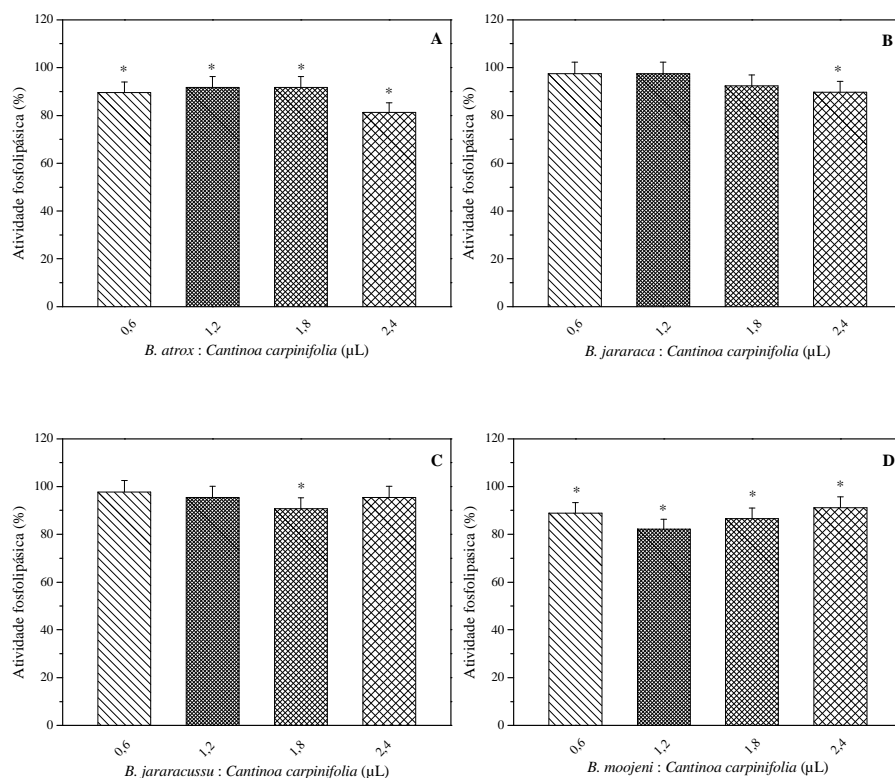 A
Atividade fosfolipásica (%)
120
100
80
60
40
20
0
* * * *
0,6 1,2 1,8 2,4
B. atrox : Cantinoa carpinifolia (µL)
B
Atividade fosfolipásica (%)
120
100
80
60
40
20
0
*
0,6 1,2 1,8 2,4
B. jararaca : Cantinoa carpinifolia (µL)
C
Atividade fosfolipásica (%)
120
100
80
60
40
20
0
*
0,6 1,2 1,8 2,4
B. jararacussu : Cantinoa carpinifolia (µL)
D
Atividade fosfolipásica (%)
120
100
80
60
40
20
0
* * * *
0,6 1,2 1,8 2,4
B. moojeni : Cantinoa carpinifolia (µL)